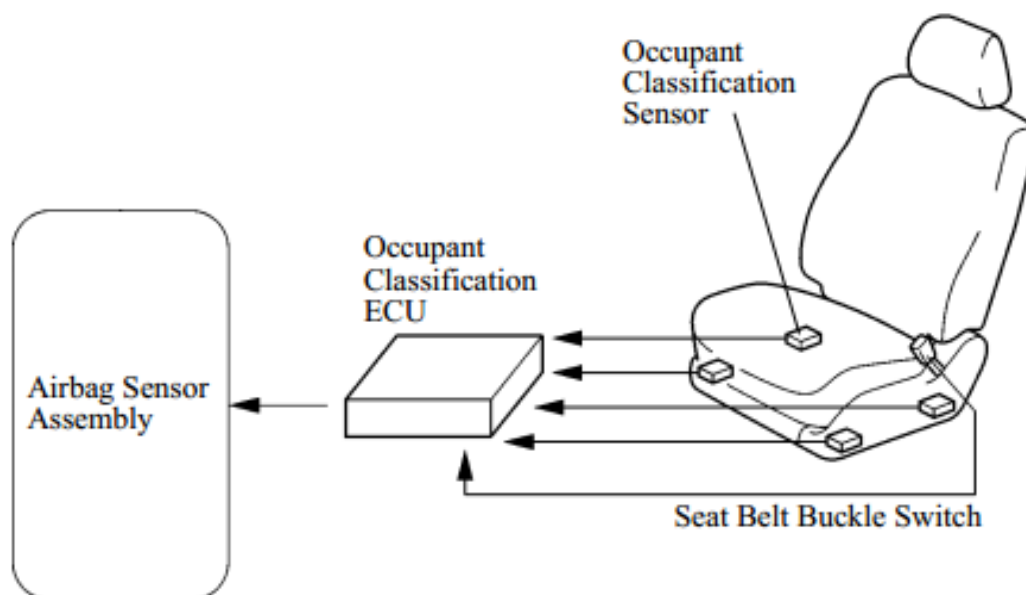 Occupant
Classification
Sensor
Occupant
Classification
ECU
Airbag Sensor
Assembly
Seat Belt Buckle Switch